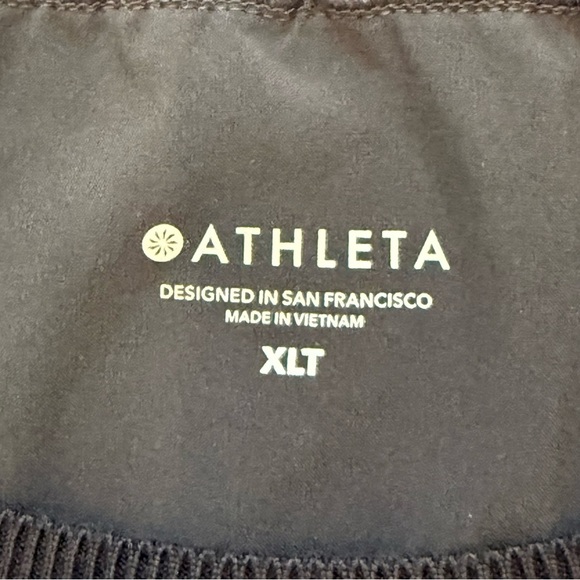 ATHLETA
DESIGNED IN SAN FRANCISCO
MADE IN VIETNAM
XLT